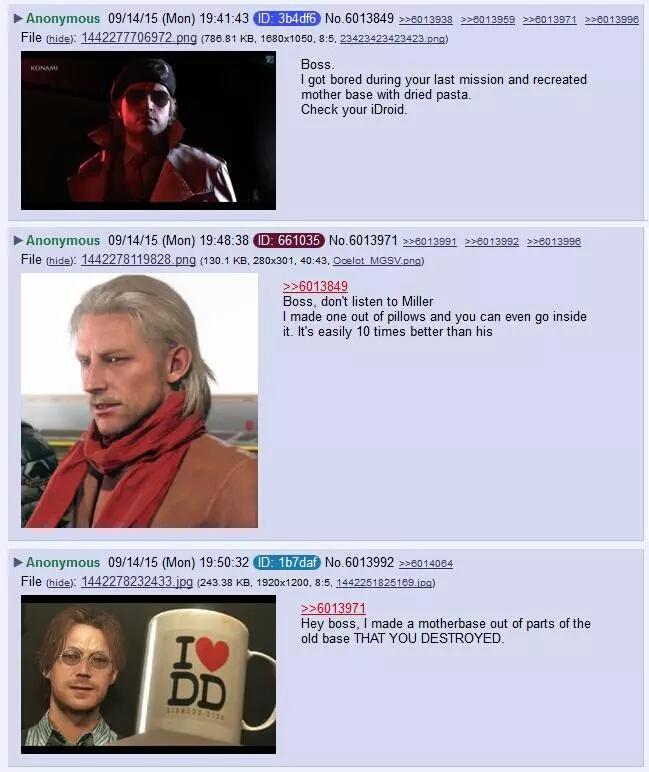 Anonymous 09/14/15 (Mon) 19:41:43 ID: 3b4df6 No.6013849 >>6013938 >>6013959 >>6013971 >>6013996
File (hide): 1442277706972.png (786.81 KB, 1680x1050, 8:5, 23423423423423.png)
KONAMI
Boss.
I got bored during your last mission and recreated
mother base with dried pasta.
Check your iDroid.
Anonymous 09/14/15 (Mon) 19:48:38 ID: 661035 No.6013971 >>6013991 >>6013992 >>6013996
File (hide): 1442278119828.png (130.1 KB, 280x301, 40:43, Ocelot_MGSV.png)
>>6013849
Boss, don't listen to Miller
I made one out of pillows and you can even go inside
it. It's easily 10 times better than his
Anonymous 09/14/15 (Mon) 19:50:32 ID: 1b7daf No.6013992 >>6014064
File (hide): 1442278232433.jpg (243.38 KB, 1920x1200, 8:5, 1442251825169.jpg)
>>6013971
Hey boss, I made a motherbase out of parts of the
old base THAT YOU DESTROYED.
I
DD